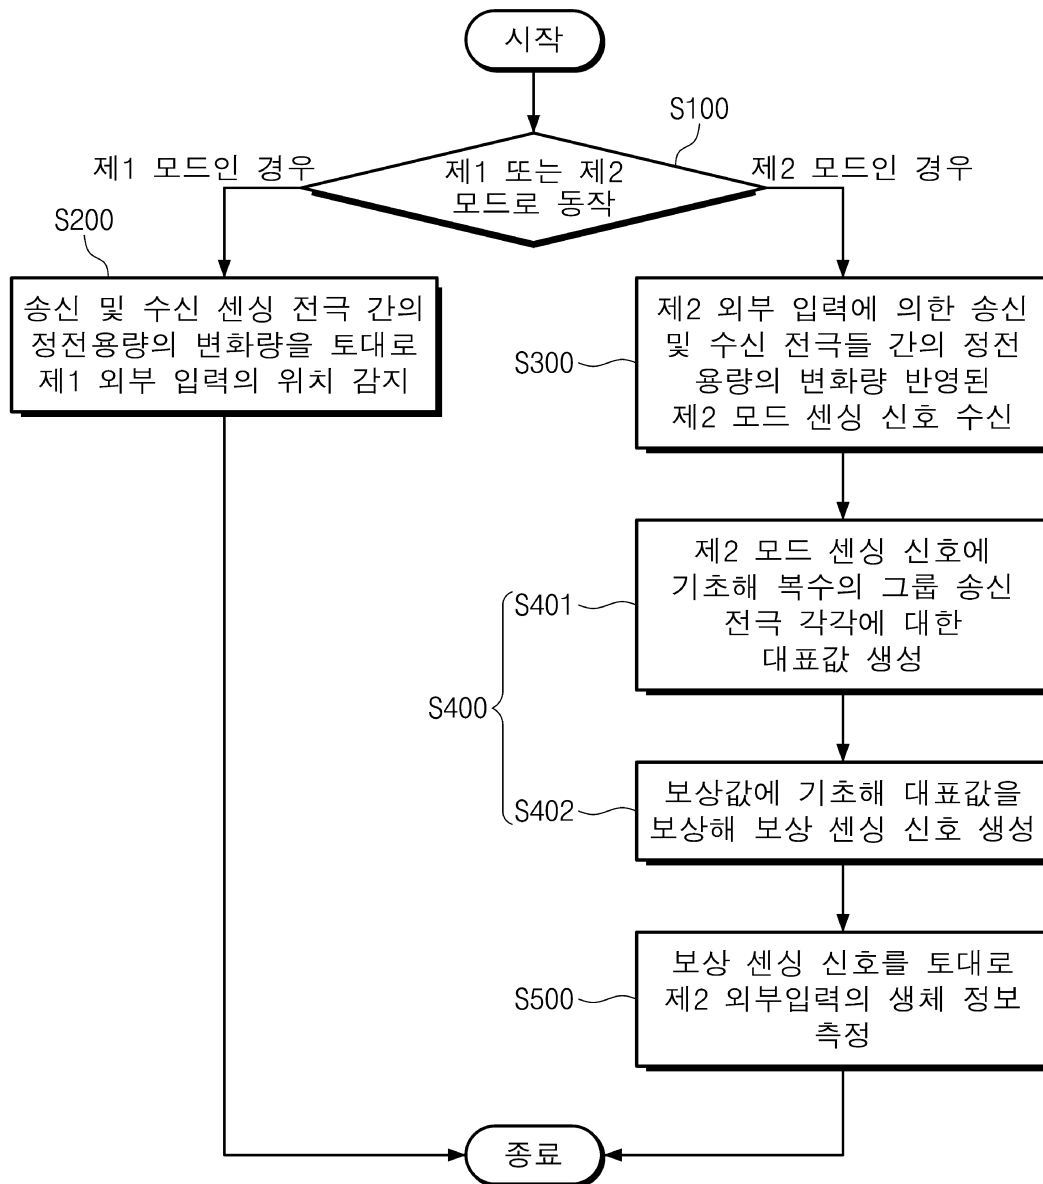 시작
S100
제1 모드인 경우
제1 또는 제2
모드로 동작
제2 모드인 경우
S200
송신 및 수신 센싱 전극 간의
정전용량의 변화량을 토대로
제1 외부 입력의 위치 감지
S300
제2 외부 입력에 의한 송신
및 수신 전극들 간의 정전
용량의 변화량 반영된
제2 모드 센싱 신호 수신
S400
S401
제2 모드 센싱 신호에
기초해 복수의 그룹 송신
전극 각각에 대한
대표값 생성
S402
보상값에 기초해 대표값을
보상해 보상 센싱 신호 생성
S500
보상 센싱 신호를 토대로
제2 외부입력의 생체 정보
측정
종료